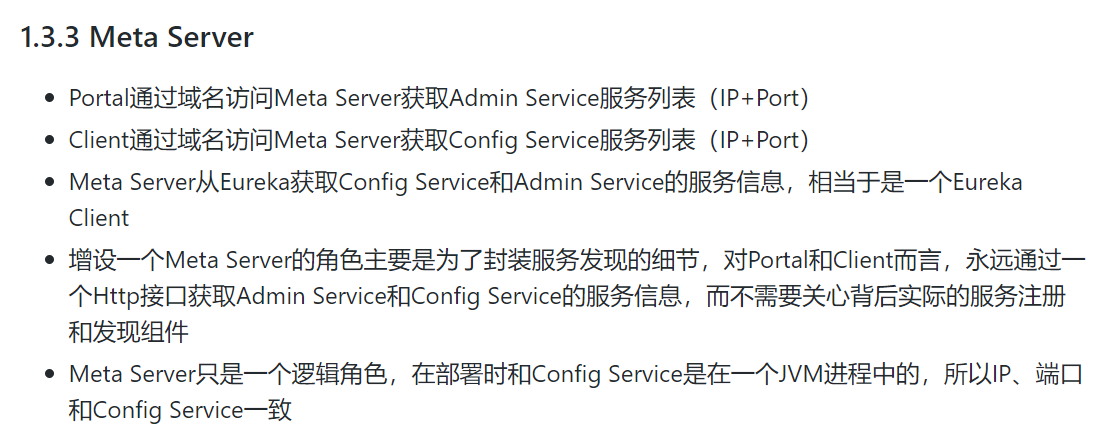 1.3.3 Meta Server
Portal通过域名访问Meta Server获取Admin Service服务列表（IP+Port）
Client通过域名访问Meta Server获取Config Service服务列表（IP+Port）
Meta Server从Eureka获取Config Service和Admin Service的服务信息，相当于是一个Eureka
Client
增设一个Meta Server的角色主要是为了封装服务发现的细节，对Portal和Client而言，永远通过一
个Http接口获取Admin Service和Config Service的服务信息，而不需要关心背后实际的服务注册
和发现组件
Meta Server只是一个逻辑角色，在部署时和Config Service是在一个JVM进程中的，所以IP、端口
和Config Service一致